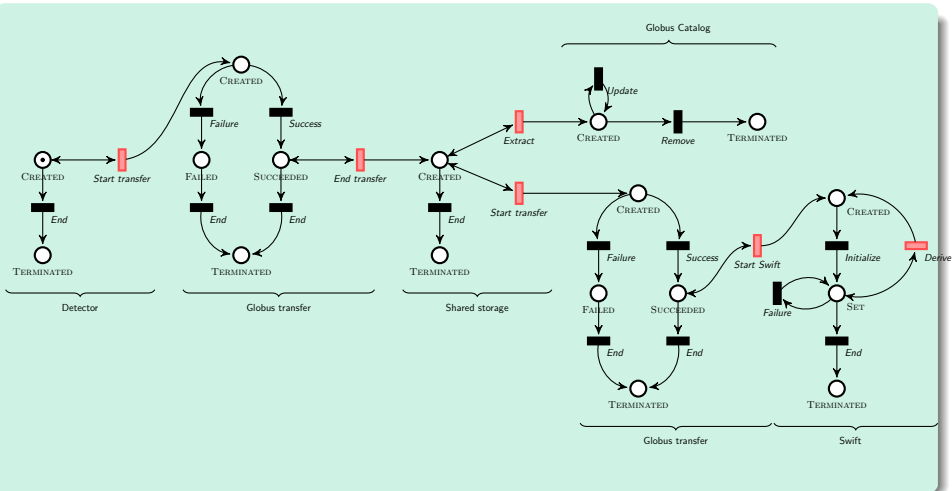 Globus Catalog
CREATED
Update
Failure
Success
Extract
CREATED
Remove
TERMINATED
CREATED
Start transfer
FAILED
SUCCEEDED
End transfer
CREATED
Start transfer
CREATED
CREATED
End
End
End
End
Failure
Success
Start Swift
Initialize
Derive
TERMINATED
TERMINATED
TERMINATED
Detector
Globus transfer
Shared storage
FAILED
SUCCEEDED
Failure
SET
End
End
End
TERMINATED
TERMINATED
Globus transfer
Swift